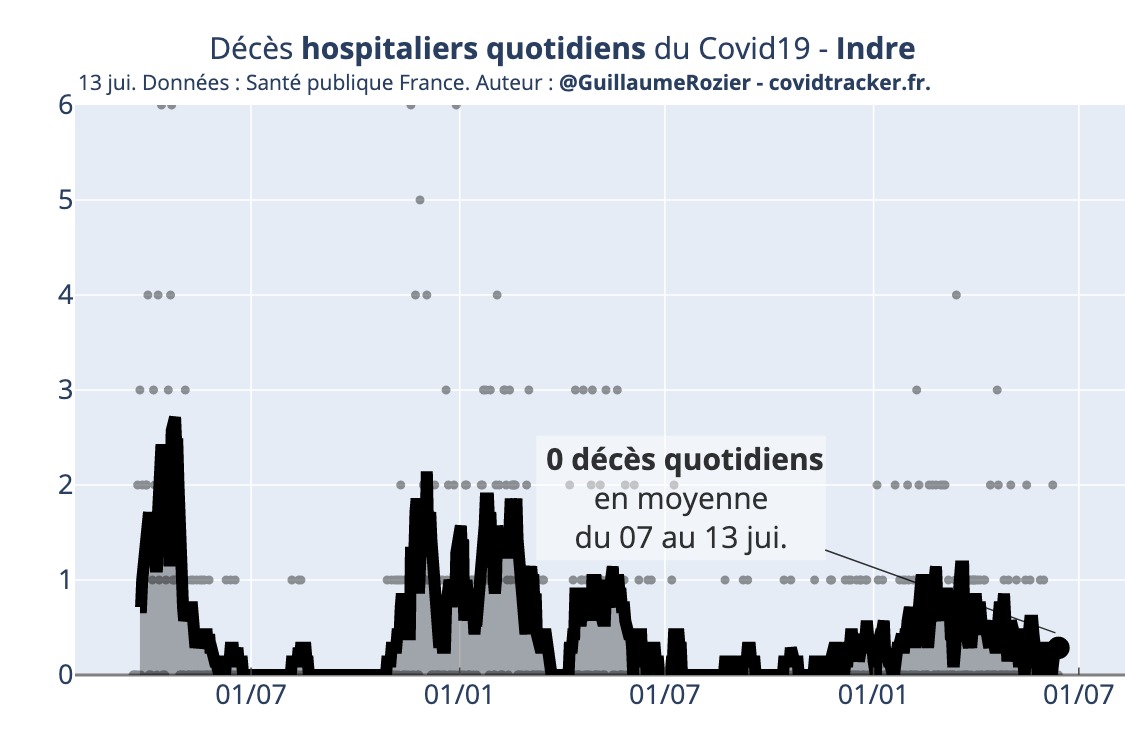 Décès hospitaliers quotidiens du Covid19 - Indre
13 jui. Données : Santé publique France. Auteur : @GuillaumeRozier - covidtracker.fr.
6
5
4
3
2
1
0
0 décès quotidiens
en moyenne
du 07 au 13 jui.
01/07 01/01 01/07 01/01 01/07